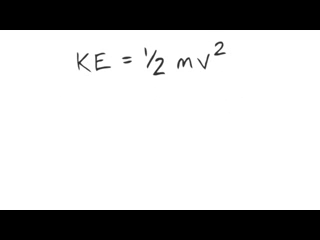 KE = 1/2 mv²